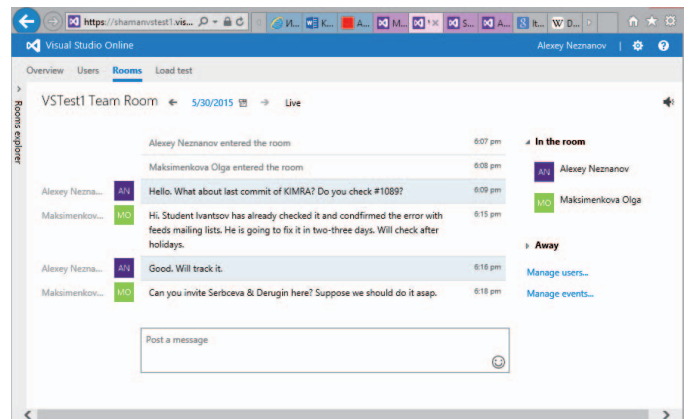 https://shamanvstest1.vis...
И...
K...
A...
M...
S...
A...
It...
W D...
Visual Studio Online
Alexey Neznanov |
Overview Users Rooms Load test
Rooms explorer
VSTest1 Team Room 5/30/2015 Live
Alexey Neznanov entered the room 6:07 pm
Maksimenkova Olga entered the room 6:08 pm
Alexey Nezna... AN Hello. What about last commit of KIMRA? Do you check #1089? 6:09 pm
Maksimenkov... MO Hi. Student Ivantsov has already checked it and condfirmed the error with 6:15 pm
feeds mailing lists. He is going to fix it in two-three days. Will check after
holidays.
Alexey Nezna... AN Good. Will track it. 6:16 pm
Maksimenkov... MO Can you invite Serbceva & Derugin here? Suppose we should do it asap. 6:18 pm
Post a message
In the room
AN Alexey Neznanov
MO Maksimenkova Olga
Away
Manage users...
Manage events...